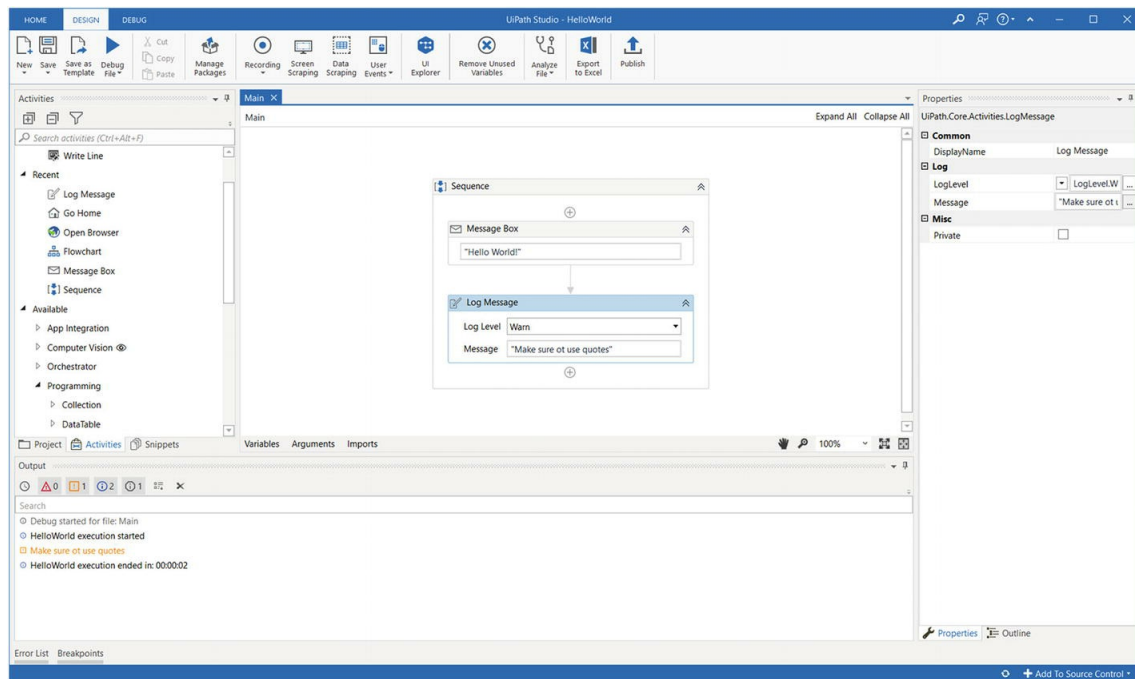 HOME DESIGN DEBUG UiPath Studio - HelloWorld
New Save Save as Template Debug File Cut Copy Paste Manage Packages Recording Screen Scraping Data Scraping User Events UI Explorer Remove Unused Variables Analyze File Export to Excel Publish
Activities
Search activities (Ctrl+Alt+F)
Write Line
Recent
Log Message
Go Home
Open Browser
Flowchart
Message Box
Sequence
Available
App Integration
Computer Vision
Orchestrator
Programming
Collection
DataTable
Project Activities Snippets
Main
Main Expand All Collapse All
Sequence
Message Box
"Hello World!"
Log Message
Log Level Warn
Message "Make sure ot use quotes"
Variables Arguments Imports 100%
Properties
UiPath.Core.Activities.LogMessage
Common
DisplayName Log Message
Log
LogLevel LogLevel.W ...
Message "Make sure ot u ...
Misc
Private
Properties Outline
Output
0 1 2 1
Search
Debug started for file: Main
HelloWorld execution started
Make sure ot use quotes
HelloWorld execution ended in: 00:00:02
Error List Breakpoints
Add To Source Control